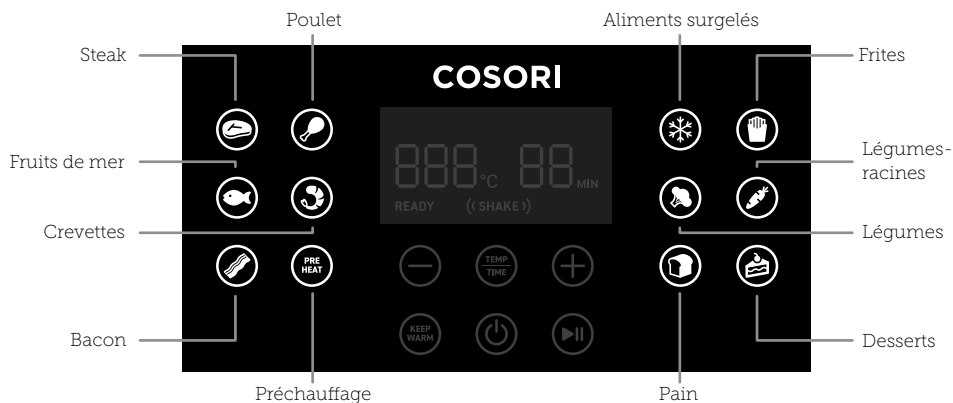 Poulet
Aliments surgelés
Steak
Frites
COSORI
Fruits de mer
Légumes-
racines
888 °C 88 MIN
READY ((SHAKE))
Crevettes
Légumes
PRE
HEAT
TEMP
TIME
KEEP
WARM
Bacon
Desserts
Préchauffage
Pain